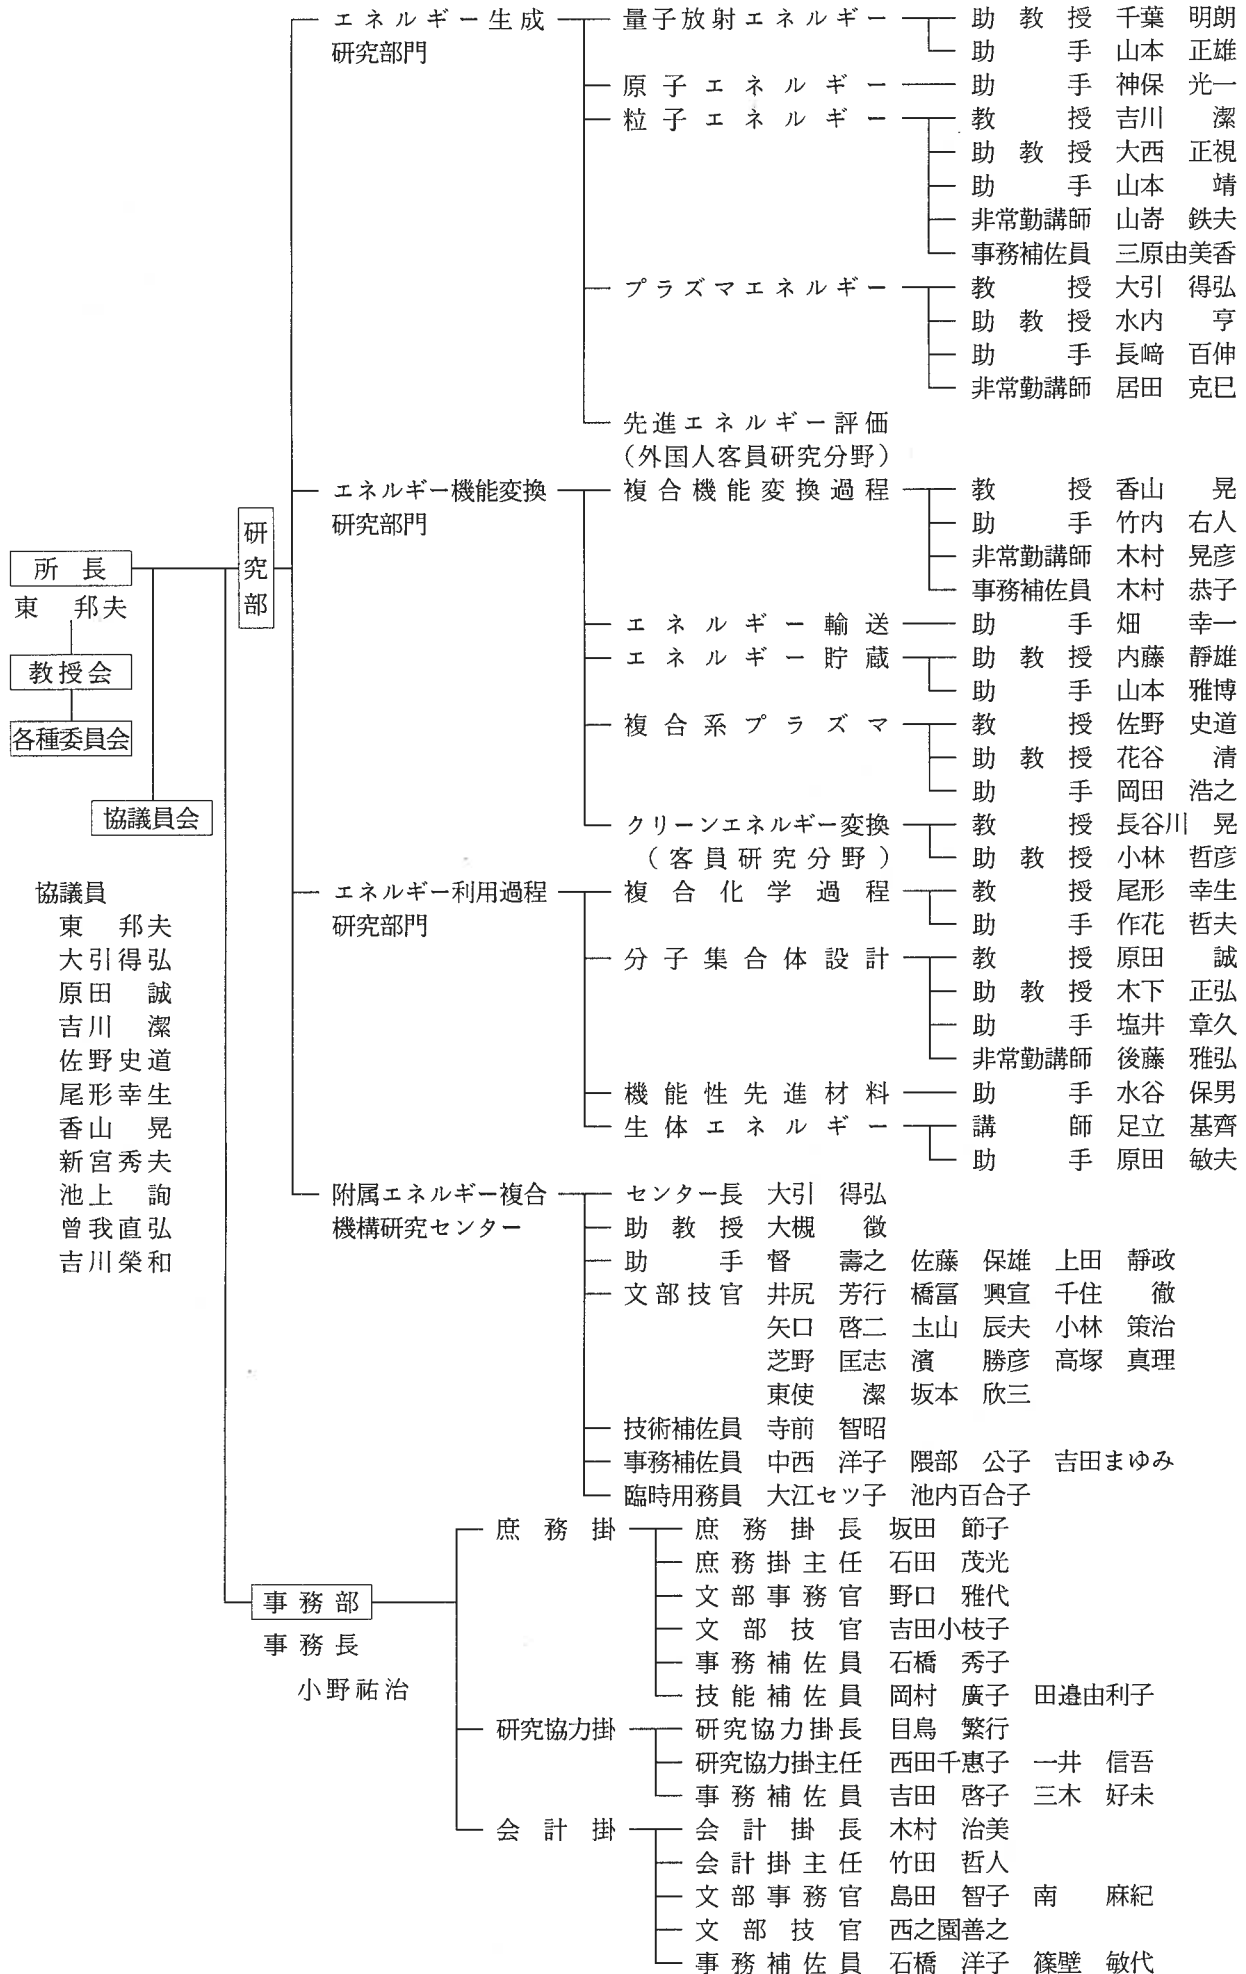 エネルギー生成 量子放射エネルギー 助教授 千葉 明朗
研究部門 助手 山本 正雄
原子エネルギー 助手 神保 光一
粒子エネルギー 教授 吉川 潔
助教授 大西 正視
助手 山本 靖
非常勤講師 山嵜 鉄夫
事務補佐員 三原由美香
プラズマエネルギー 教授 大引 得弘
助教授 水内 亨
助手 長﨑 百伸
非常勤講師 居田 克巳
先進エネルギー評価
(外国人客員研究分野)
エネルギー機能変換 複合機能変換過程 教授 香山 晃
研究部門 助手 竹内 右人
非常勤講師 木村 晃彦
事務補佐員 木村 恭子
エネルギー輸送 助手 畑 幸一
エネルギー貯蔵 助教授 内藤 靜雄
助手 山本 雅博
複合系プラズマ 教授 佐野 史道
助教授 花谷 清
助手 岡田 浩之
クリーンエネルギー変換 教授 長谷川 晃
(客員研究分野) 助教授 小林 哲彦
研究部
所長
東 邦夫
教授会
各種委員会
協議員会
協議員
東 邦夫
大引得弘
原田 誠
吉川 潔
佐野史道
尾形幸生
香山 晃
新宮秀夫
池上 詢
曾我直弘
吉川榮和
エネルギー利用過程 複合化学過程 教授 尾形 幸生
研究部門 助手 作花 哲夫
分子集合体設計 教授 原田 誠
助教授 木下 正弘
助手 塩井 章久
非常勤講師 後藤 雅弘
機能性先進材料 助手 水谷 保男
生体エネルギー 講師 足立 基齊
助手 原田 敏夫
附属エネルギー複合 センター長 大引 得弘
機構研究センター 助教授 大槻 徴
助手 督 壽之 佐藤 保雄 上田 靜政
文部技官 井尻 芳行 橋冨 興宣 千住 徹
矢口 啓二 玉山 辰夫 小林 策治
芝野 匡志 濱 勝彦 高塚 真理
東使 潔 坂本 欣三
技術補佐員 寺前 智昭
事務補佐員 中西 洋子 隈部 公子 吉田まゆみ
臨時用務員 大江セツ子 池内百合子
庶務掛 庶務掛長 坂田 節子
庶務掛主任 石田 茂光
事務部 文部事務官 野口 雅代
文部技官 吉田小枝子
事務長 事務補佐員 石橋 秀子
小野祐治 技能補佐員 岡村 廣子 田邉由利子
研究協力掛 研究協力掛長 目鳥 繁行
研究協力掛主任 西田千惠子 一井 信吾
事務補佐員 吉田 啓子 三木 好未
会計掛 会計掛長 木村 治美
会計掛主任 竹田 哲人
文部事務官 島田 智子 南 麻紀
文部技官 西之園善之
事務補佐員 石橋 洋子 篠壁 敏代